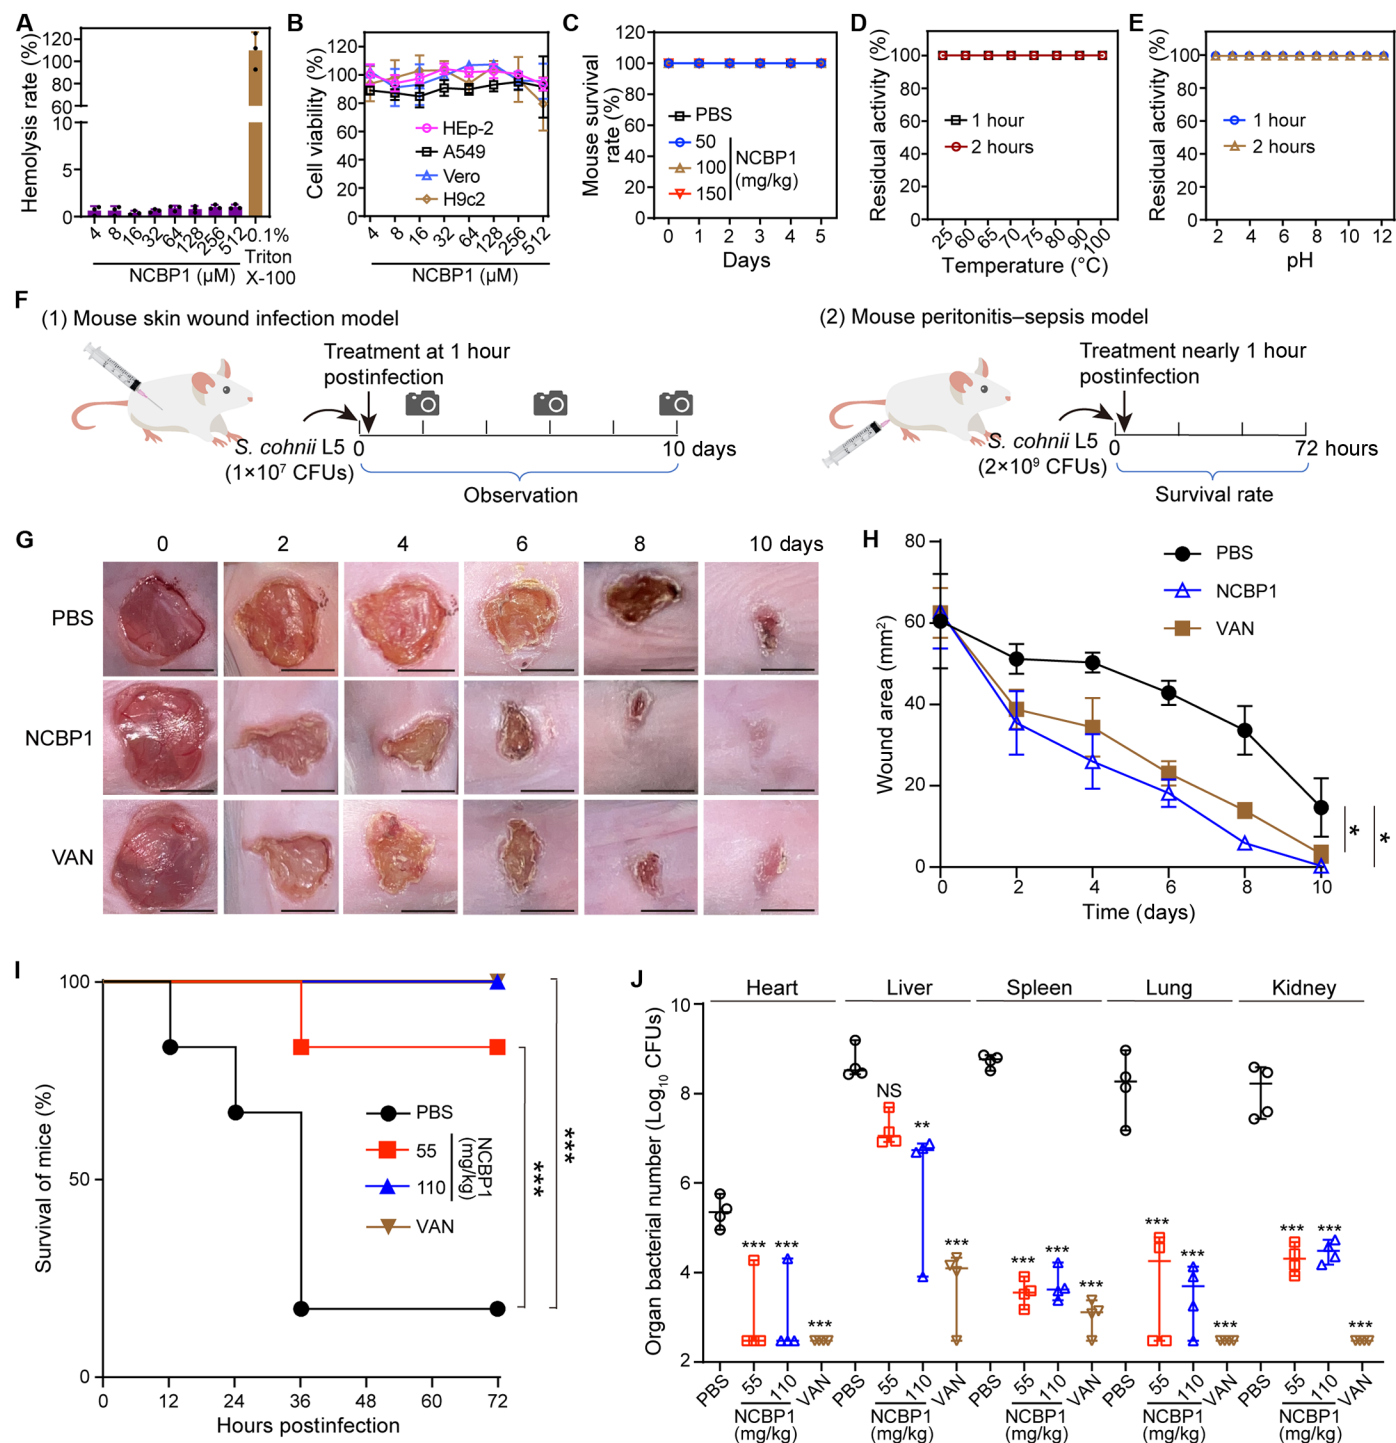 A
Hemolysis rate (%)
120
100
80
60
10
5
0
4 8 16 32 64 128 256 512 0.1%
Triton
X-100
NCBP1 (µM)
B
Cell viability (%)
120
100
80
60
40
20
0
HEp-2
A549
Vero
H9c2
4 8 16 32 64 128 256 512
NCBP1 (µM)
C
Mouse survival
rate (%)
120
100
80
60
40
20
0
PBS
50
100
150
NCBP1
(mg/kg)
0 1 2 3 4 5
Days
D
Residual activity (%)
100
80
60
40
20
0
1 hour
2 hours
25 60 65 70 75 80 90 100
Temperature (°C)
E
Residual activity (%)
100
80
60
40
20
0
1 hour
2 hours
2 4 6 8 10 12
pH
F
(1) Mouse skin wound infection model
Treatment at 1 hour
postinfection
S. cohnii L5
(1×10⁷ CFUs)
0 10 days
Observation
(2) Mouse peritonitis–sepsis model
Treatment nearly 1 hour
postinfection
S. cohnii L5
(2×10⁹ CFUs)
0 72 hours
Survival rate
G
0 2 4 6 8 10 days
PBS
NCBP1
VAN
H
Wound area (mm²)
80
60
40
20
0
PBS
NCBP1
VAN
* *
0 2 4 6 8 10
Time (days)
I
Survival of mice (%)
100
50
0
PBS
55
110
NCBP1
(mg/kg)
VAN
*** ***
0 12 24 36 48 60 72
Hours postinfection
J
Heart Liver Spleen Lung Kidney
Organ bacterial number (Log₁₀ CFUs)
10
8
6
4
2
*** *** ***
NS ** ***
*** *** ***
*** *** ***
*** *** ***
PBS 55 110 VAN PBS 55 110 VAN PBS 55 110 VAN PBS 55 110 VAN PBS 55 110 VAN
NCBP1 NCBP1 NCBP1 NCBP1 NCBP1
(mg/kg) (mg/kg) (mg/kg) (mg/kg) (mg/kg)